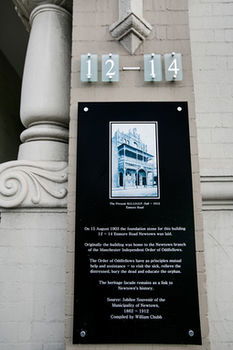 12 – 14
The Present M.U.I.O.O.F. Hall • 1912
Enmore Road
On 15 August 1903 the foundation stone for this building
12 – 14 Enmore Road Newtown was laid.
Originally the building was home to the Newtown branch
of the Manchester Independent Order of Oddfellows.
The Order of Oddfellows have as principles mutual
help and assistance – to visit the sick, relieve the
distressed, bury the dead and educate the orphan.
The heritage facade remains as a link to
Newtown's history.
Source: Jubilee Souvenir of the
Municipality of Newtown,
1862 – 1912
Compiled by William Chubb